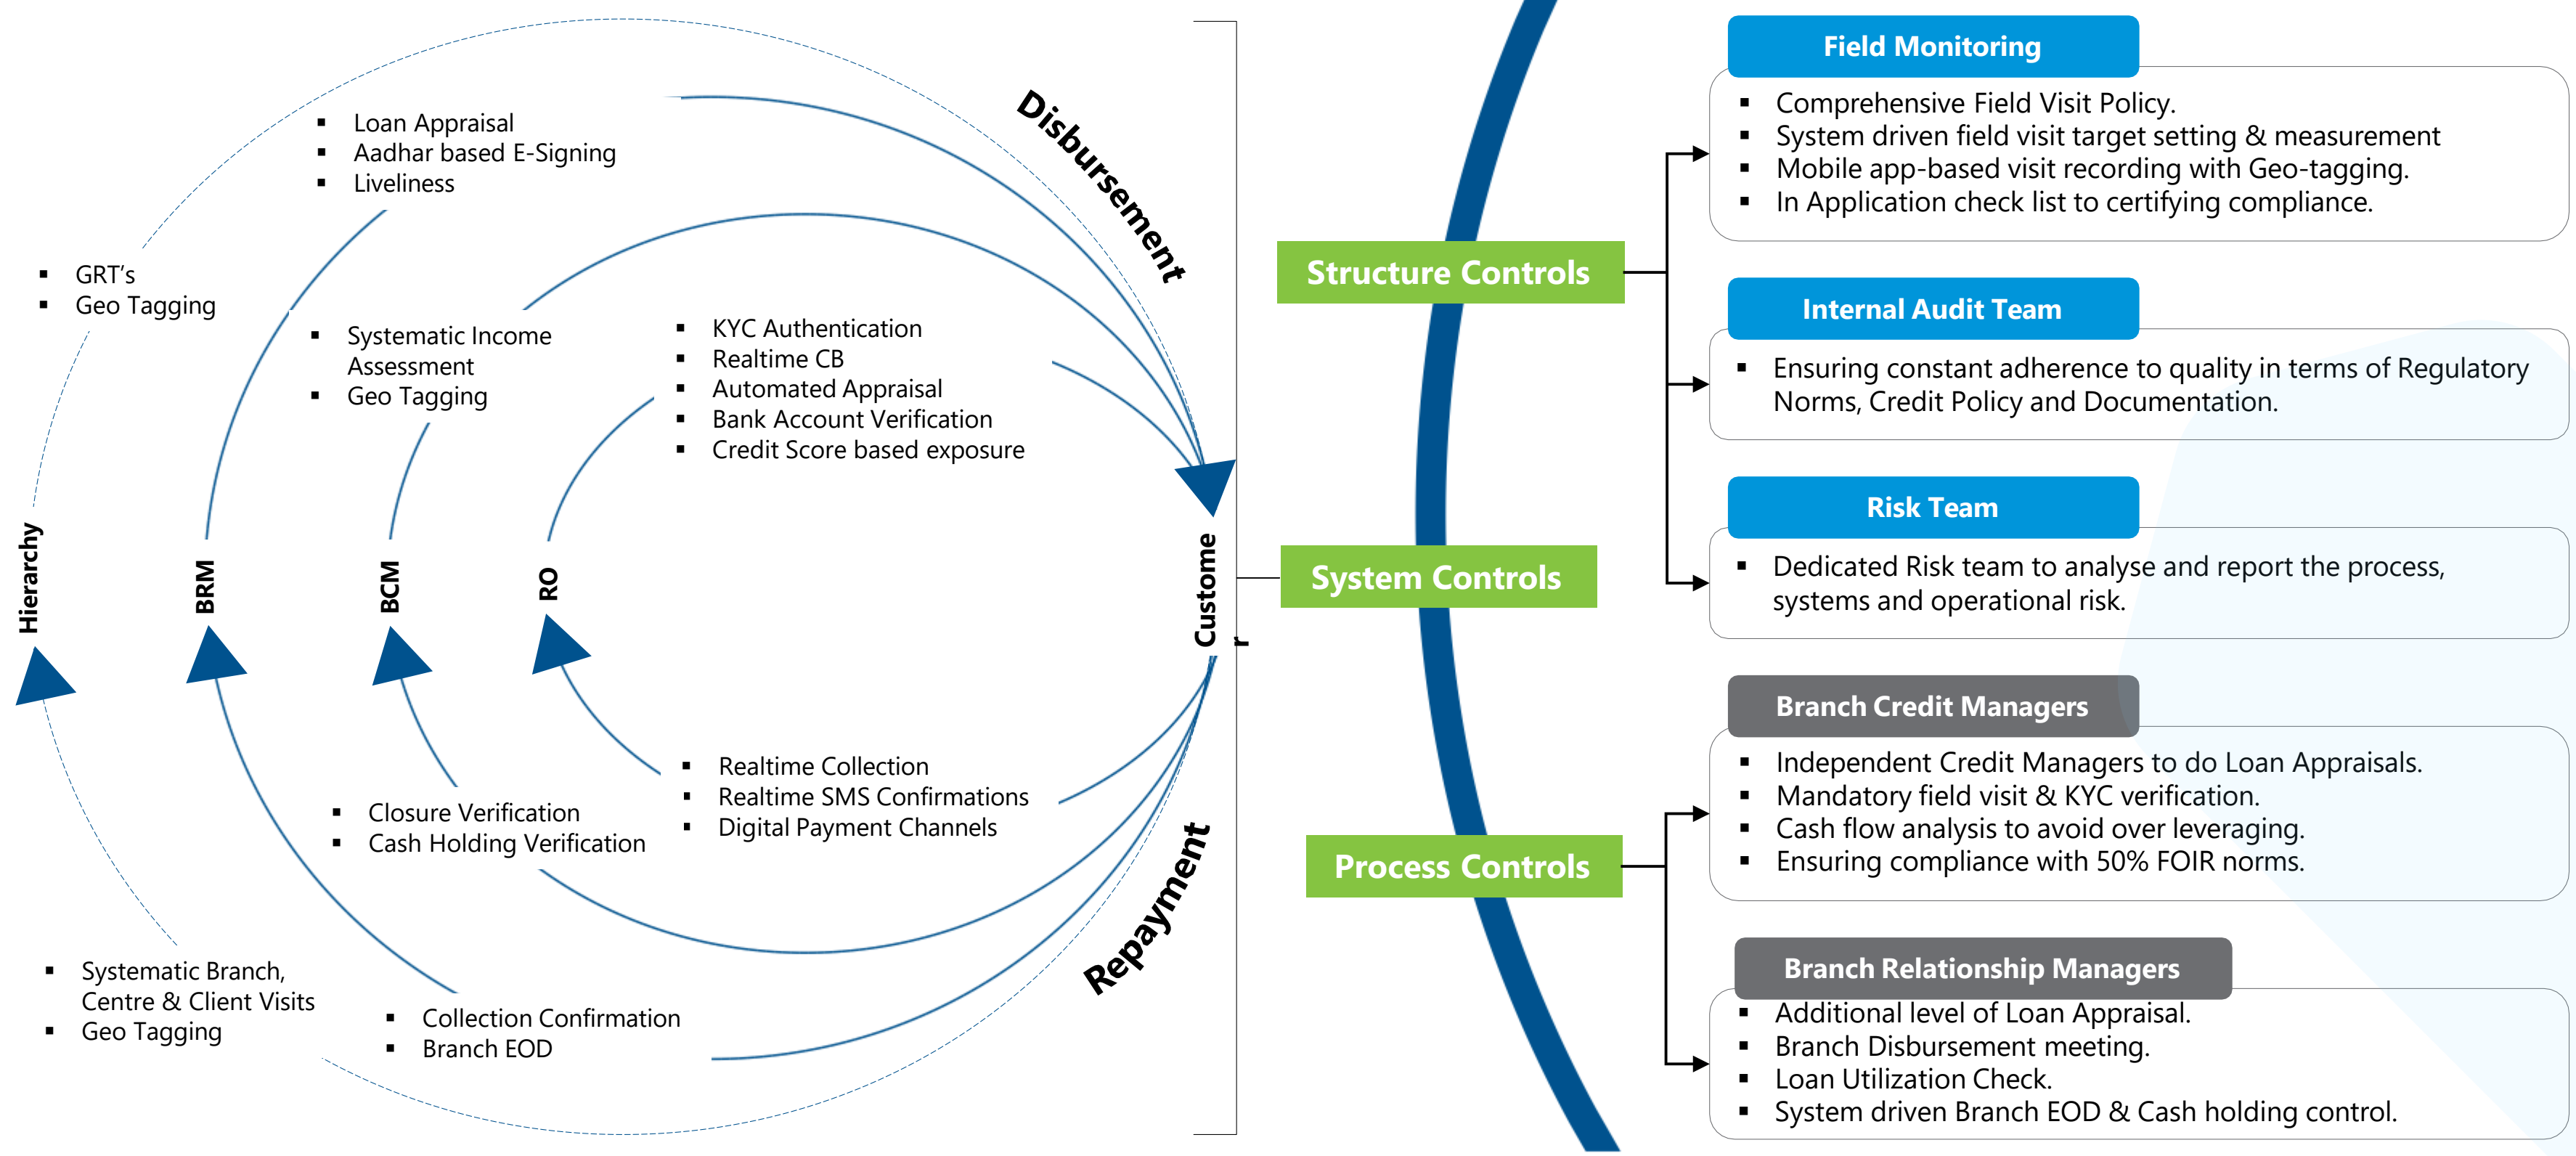 Disbursement
▪ Loan Appraisal
▪ Aadhar based E-Signing
▪ Liveliness
▪ GRT's
▪ Geo Tagging
▪ Systematic Income
Assessment
▪ Geo Tagging
▪ KYC Authentication
▪ Realtime CB
▪ Automated Appraisal
▪ Bank Account Verification
▪ Credit Score based exposure
Hierarchy
BRM
BCM
RO
Custome
r
▪ Realtime Collection
▪ Realtime SMS Confirmations
▪ Digital Payment Channels
▪ Closure Verification
▪ Cash Holding Verification
Repayment
▪ Systematic Branch,
Centre & Client Visits
▪ Geo Tagging
▪ Collection Confirmation
▪ Branch EOD
Structure Controls
System Controls
Process Controls
Field Monitoring
▪ Comprehensive Field Visit Policy.
▪ System driven field visit target setting & measurement
▪ Mobile app-based visit recording with Geo-tagging.
▪ In Application check list to certifying compliance.
Internal Audit Team
▪ Ensuring constant adherence to quality in terms of Regulatory
Norms, Credit Policy and Documentation.
Risk Team
▪ Dedicated Risk team to analyse and report the process,
systems and operational risk.
Branch Credit Managers
▪ Independent Credit Managers to do Loan Appraisals.
▪ Mandatory field visit & KYC verification.
▪ Cash flow analysis to avoid over leveraging.
▪ Ensuring compliance with 50% FOIR norms.
Branch Relationship Managers
▪ Additional level of Loan Appraisal.
▪ Branch Disbursement meeting.
▪ Loan Utilization Check.
▪ System driven Branch EOD & Cash holding control.